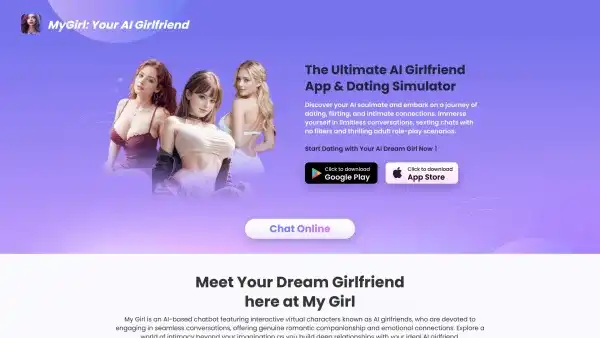 MyGirl: Your AI Girlfriend
The Ultimate AI Girlfriend
App & Dating Simulator
Discover your AI soulmate and embark on a journey of
dating, flirting, and intimate connections. Immerse
yourself in limitless conversations, sexting chats with
no filters and thrilling adult role-play scenarios.
Start Dating with Your Ai Dream Girl Now !
Click to download
Google Play
Click to download
App Store
Chat Online
Meet Your Dream Girlfriend
here at My Girl
My Girl is an AI-based chatbot featuring interactive virtual characters known as AI girlfriends, who are devoted to
engaging in seamless conversations, offering genuine romantic companionship and emotional connections. Explore a
world of intimacy beyond your imagination as you build deep relationships with your ideal AI girlfriend